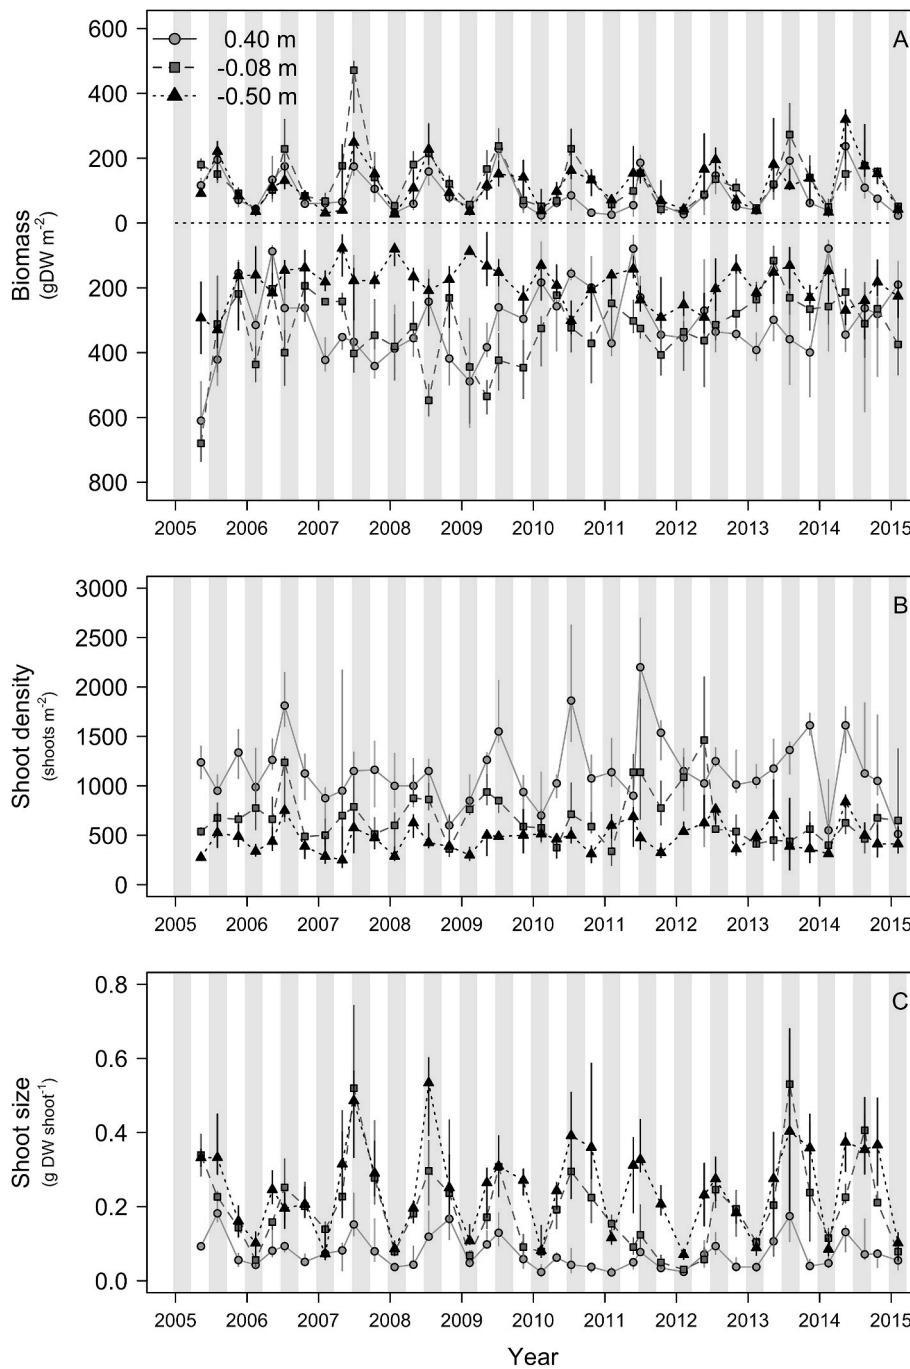 A
0.40 m
-0.08 m
-0.50 m
600
400
200
0
200
400
600
800
Biomass
(gDW m-2)
2005 2006 2007 2008 2009 2010 2011 2012 2013 2014 2015
B
3000
2500
2000
1500
1000
500
0
Shoot density
(shoots m-2)
2005 2006 2007 2008 2009 2010 2011 2012 2013 2014 2015
C
0.8
0.6
0.4
0.2
0.0
Shoot size
(g DW shoot-1)
2005 2006 2007 2008 2009 2010 2011 2012 2013 2014 2015
Year